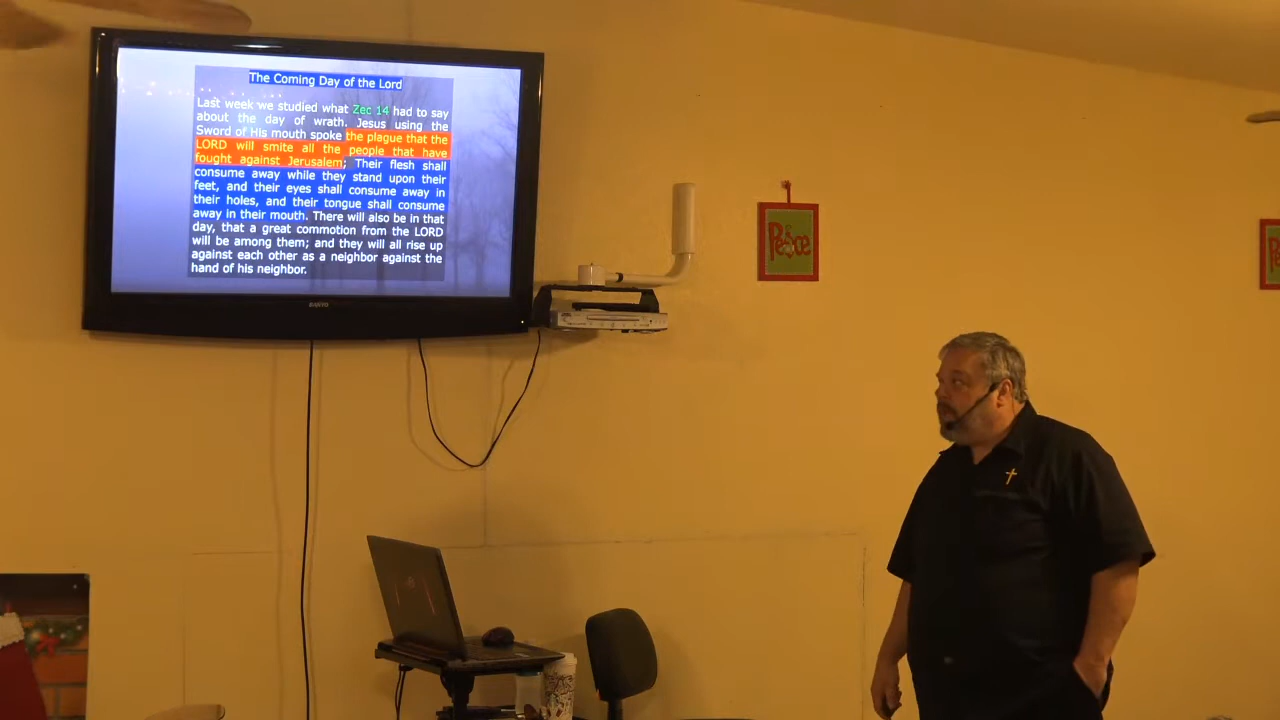 The Coming Day of the Lord
Last week we studied what Zec 14 had to say
about the day of wrath. Jesus using the
Sword of His mouth spoke the plague that the
LORD will smite all the people that have
fought against Jerusalem; Their flesh shall
consume away while they stand upon their
feet, and their eyes shall consume away in
their holes, and their tongue shall consume
away in their mouth. There will also be in that
day, that a great commotion from the LORD
will be among them; and they will all rise up
against each other as a neighbor against the
hand of his neighbor.
SANYO
Peace
Pe